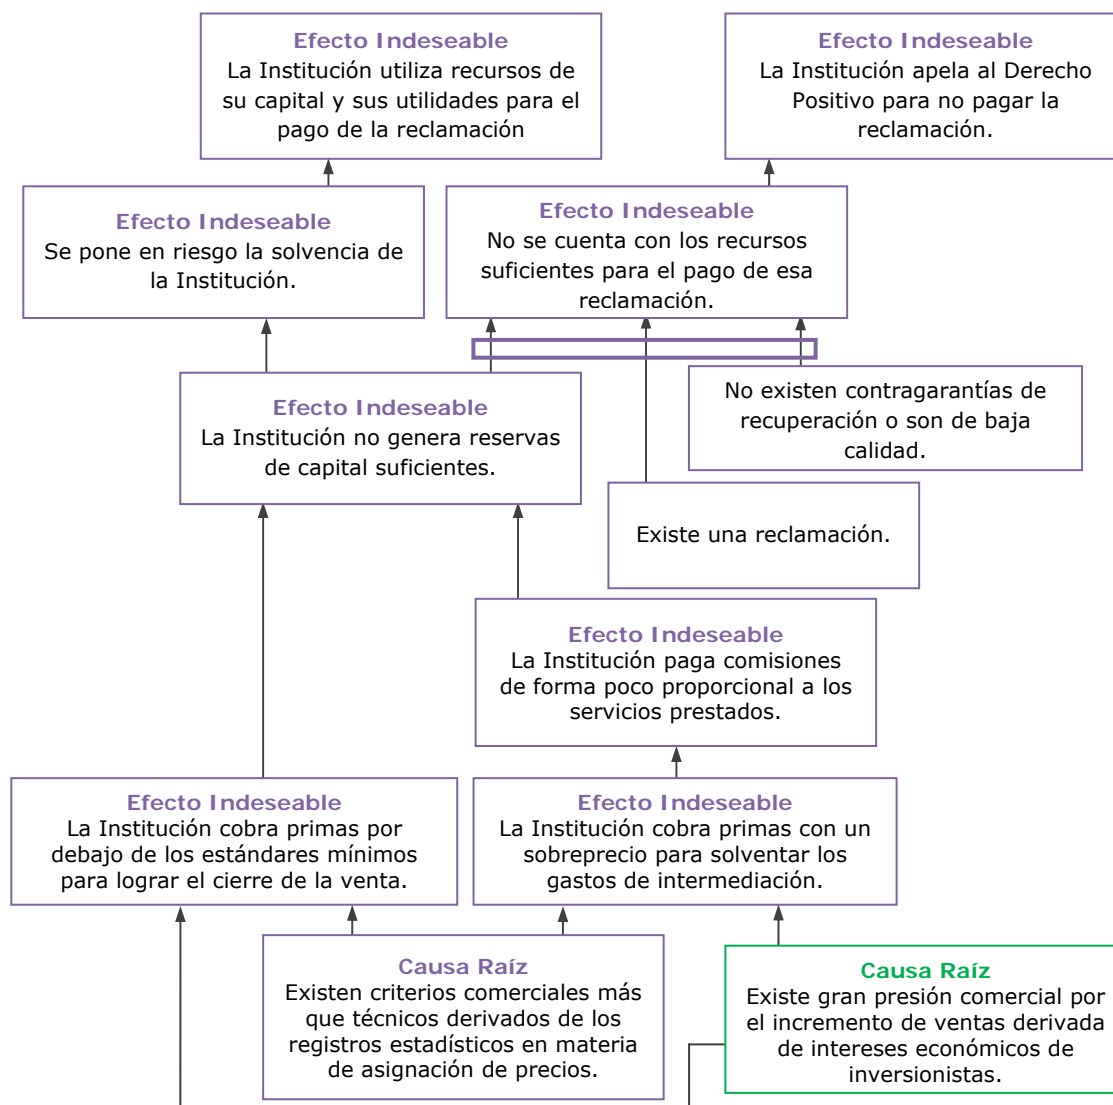 Efecto Indeseable
La Institución utiliza recursos de
su capital y sus utilidades para el
pago de la reclamación
Efecto Indeseable
La Institución apela al Derecho
Positivo para no pagar la
reclamación.
Efecto Indeseable
Se pone en riesgo la solvencia de
la Institución.
Efecto Indeseable
No se cuenta con los recursos
suficientes para el pago de esa
reclamación.
Efecto Indeseable
La Institución no genera reservas
de capital suficientes.
No existen contragarantías de
recuperación o son de baja
calidad.
Existe una reclamación.
Efecto Indeseable
La Institución paga comisiones
de forma poco proporcional a los
servicios prestados.
Efecto Indeseable
La Institución cobra primas por
debajo de los estándares mínimos
para lograr el cierre de la venta.
Efecto Indeseable
La Institución cobra primas con un
sobreprecio para solventar los
gastos de intermediación.
Causa Raíz
Existen criterios comerciales más
que técnicos derivados de los
registros estadísticos en materia
de asignación de precios.
Causa Raíz
Existe gran presión comercial por
el incremento de ventas derivada
de intereses económicos de
inversionistas.